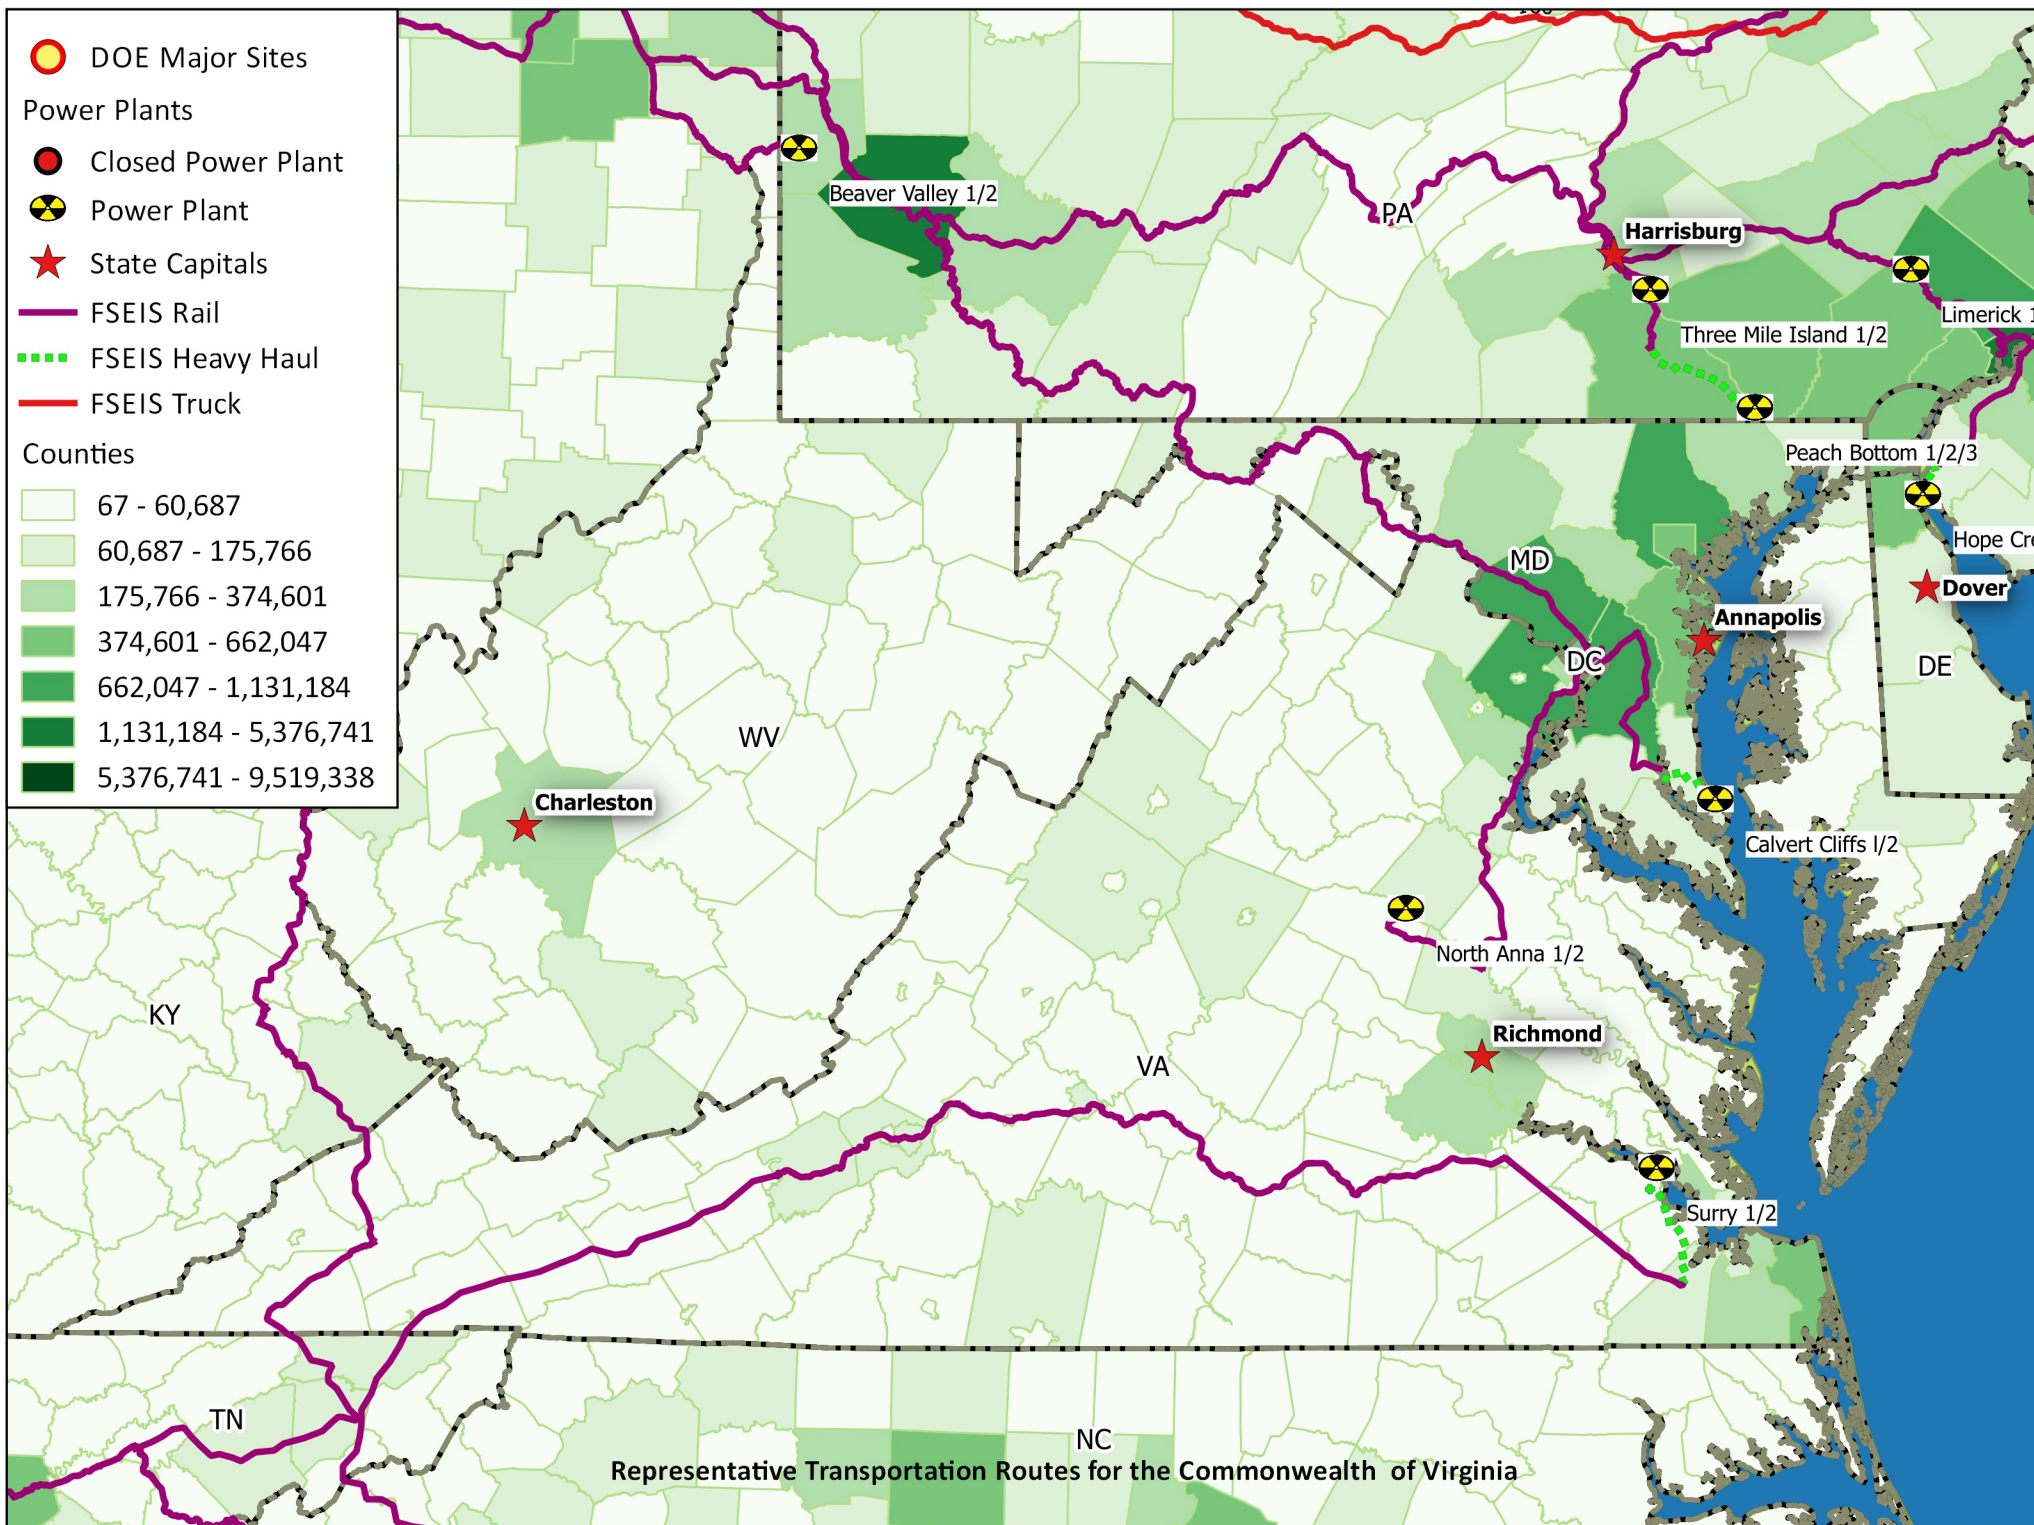 DOE Major Sites
Power Plants
Closed Power Plant
Power Plant
State Capitals
FSEIS Rail
FSEIS Heavy Haul
FSEIS Truck
Counties
67 - 60,687
60,687 - 175,766
175,766 - 374,601
374,601 - 662,047
662,047 - 1,131,184
1,131,184 - 5,376,741
5,376,741 - 9,519,338
Beaver Valley 1/2
PA
Harrisburg
Limerick 1
Three Mile Island 1/2
Peach Bottom 1/2/3
Hope Cre
MD
Dover
Annapolis
DC
DE
WV
Charleston
Calvert Cliffs l/2
North Anna 1/2
KY
Richmond
VA
Surry 1/2
TN
NC
Representative Transportation Routes for the Commonwealth of Virginia